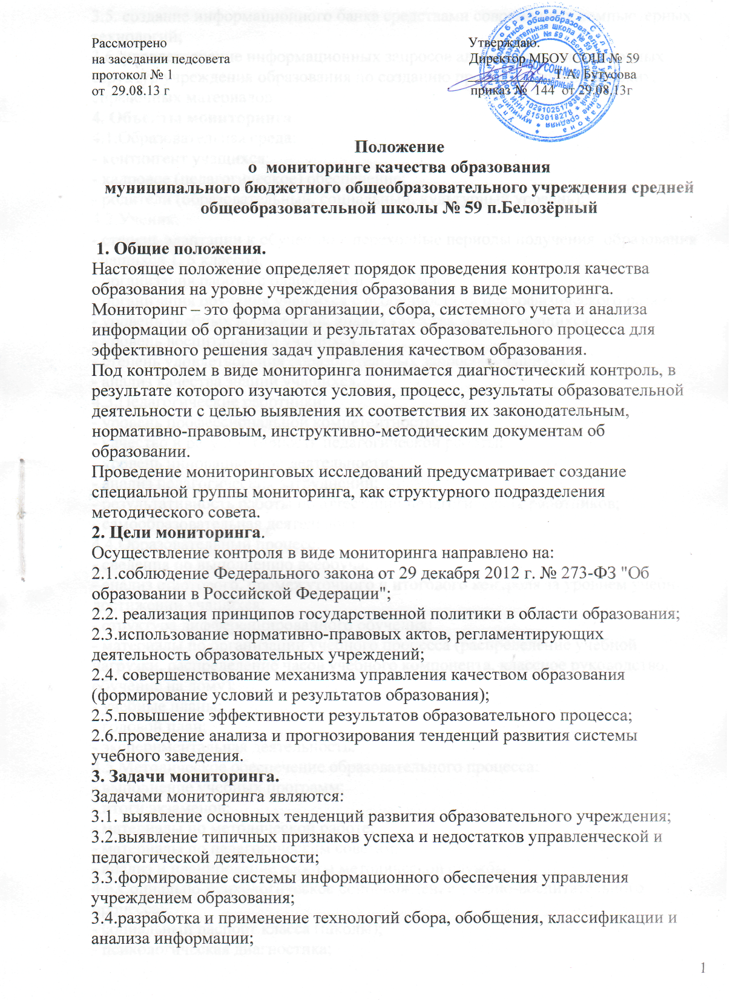 Рассмотрено
на заседании педсовета
протокол № 1
от 29.08.13 г
Утверждаю.
Директор МБОУ СОШ № 59
Т.А. Бутусова
приказ № 144 от 29.08.13г
МБОУ СОШ № 59
п.Белозёрный
Положение
о мониторинге качества образования
муниципального бюджетного общеобразовательного учреждения средней
общеобразовательной школы № 59 п.Белозёрный
1. Общие положения.
Настоящее положение определяет порядок проведения контроля качества
образования на уровне учреждения образования в виде мониторинга.
Мониторинг – это форма организации, сбора, системного учета и анализа
информации об организации и результатах образовательного процесса для
эффективного решения задач управления качеством образования.
Под контролем в виде мониторинга понимается диагностический контроль, в
результате которого изучаются условия, процесс, результаты образовательной
деятельности с целью выявления их соответствия их законодательным,
нормативно-правовым, инструктивно-методическим документам об
образовании.
Проведение мониторинговых исследований предусматривает создание
специальной группы мониторинга, как структурного подразделения
методического совета.
2. Цели мониторинга.
Осуществление контроля в виде мониторинга направлено на:
2.1.соблюдение Федерального закона от 29 декабря 2012 г. № 273-ФЗ "Об
образовании в Российской Федерации";
2.2. реализация принципов государственной политики в области образования;
2.3.использование нормативно-правовых актов, регламентирующих
деятельность образовательных учреждений;
2.4. совершенствование механизма управления качеством образования
(формирование условий и результатов образования);
2.5.повышение эффективности результатов образовательного процесса;
2.6.проведение анализа и прогнозирования тенденций развития системы
учебного заведения.
3. Задачи мониторинга.
Задачами мониторинга являются:
3.1. выявление основных тенденций развития образовательного учреждения;
3.2.выявление типичных признаков успеха и недостатков управленческой и
педагогической деятельности;
3.3.формирование системы информационного обеспечения управления
учреждением образования;
3.4.разработка и применение технологий сбора, обобщения, классификации и
анализа информации;
1